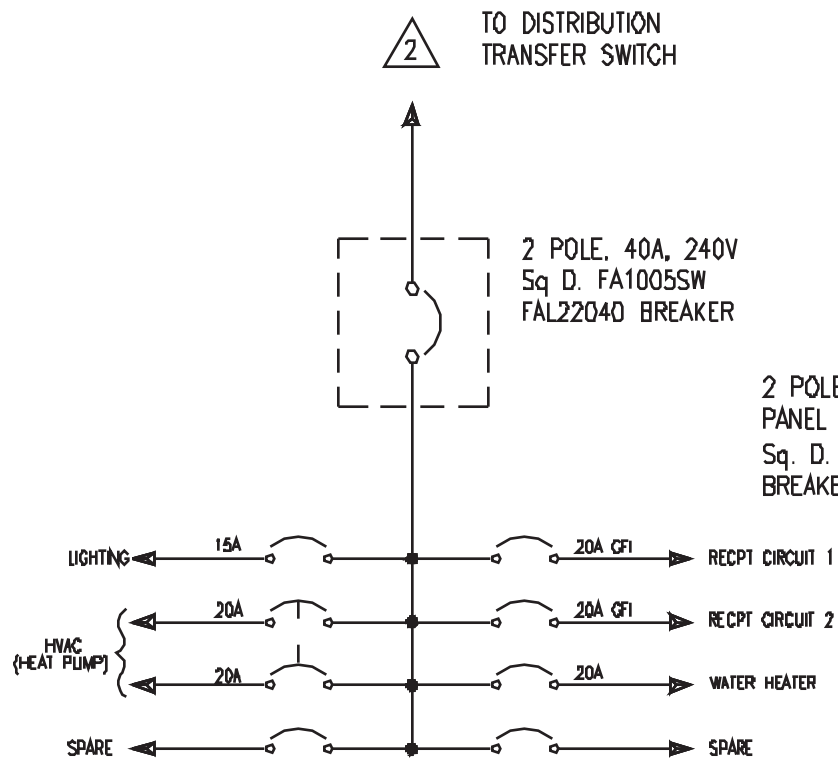 2
TO DISTRIBUTION
TRANSFER SWITCH
2 POLE, 40A, 240V
Sq D. FA1005SW
FAL22040 BREAKER
2 POLE
PANEL
Sq. D.
BREAKE
LIGHTING
15A
20A GFI
RECPT CIRCUIT 1
20A
20A GFI
RECPT CIRCUIT 2
HVAC
(HEAT PUMP)
20A
20A
WATER HEATER
SPARE
SPARE